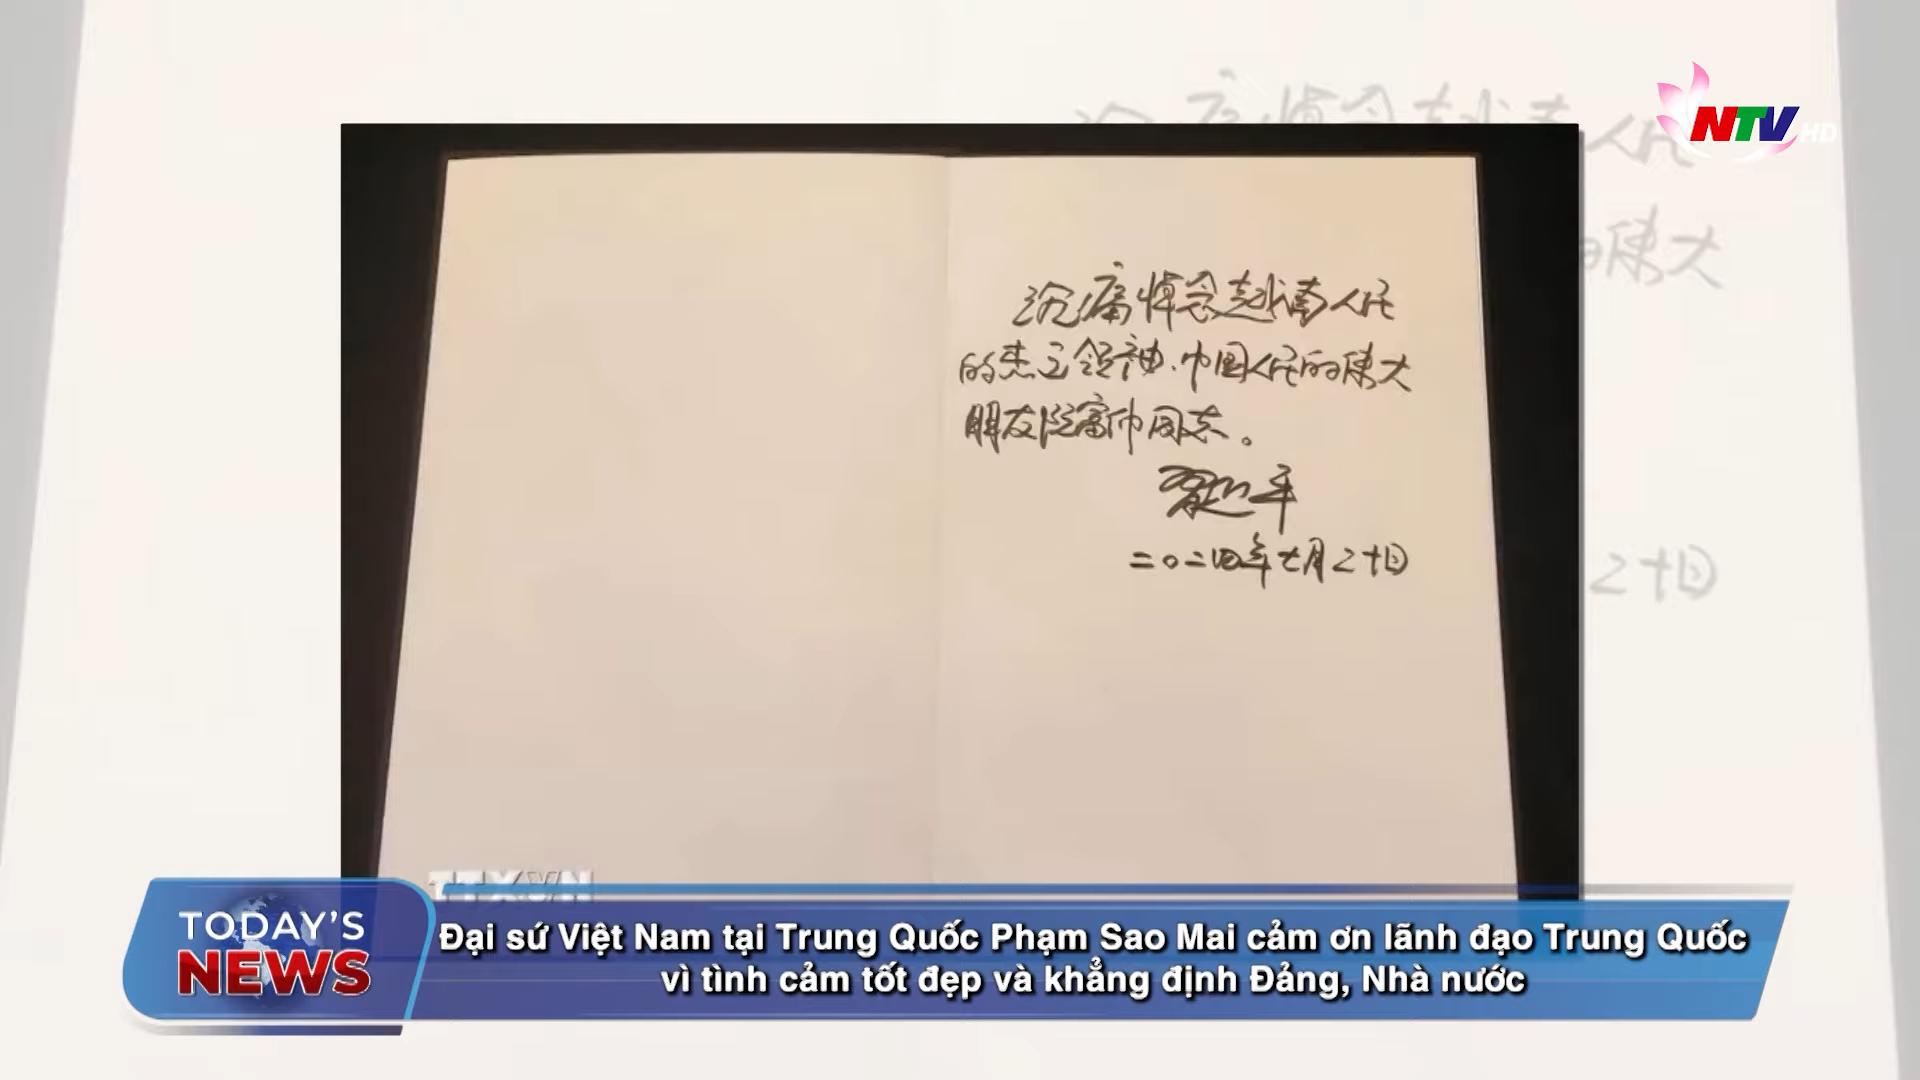 NTV HD
沉痛悼念越南人民
的杰立领袖、中国人民的伟大
朋友阮富仲同志。
习近平
二〇二四年七月二十日
TTXVN
TODAY'S
NEWS
Đại sứ Việt Nam tại Trung Quốc Phạm Sao Mai cảm ơn lãnh đạo Trung Quốc
vì tình cảm tốt đẹp và khẳng định Đảng, Nhà nước